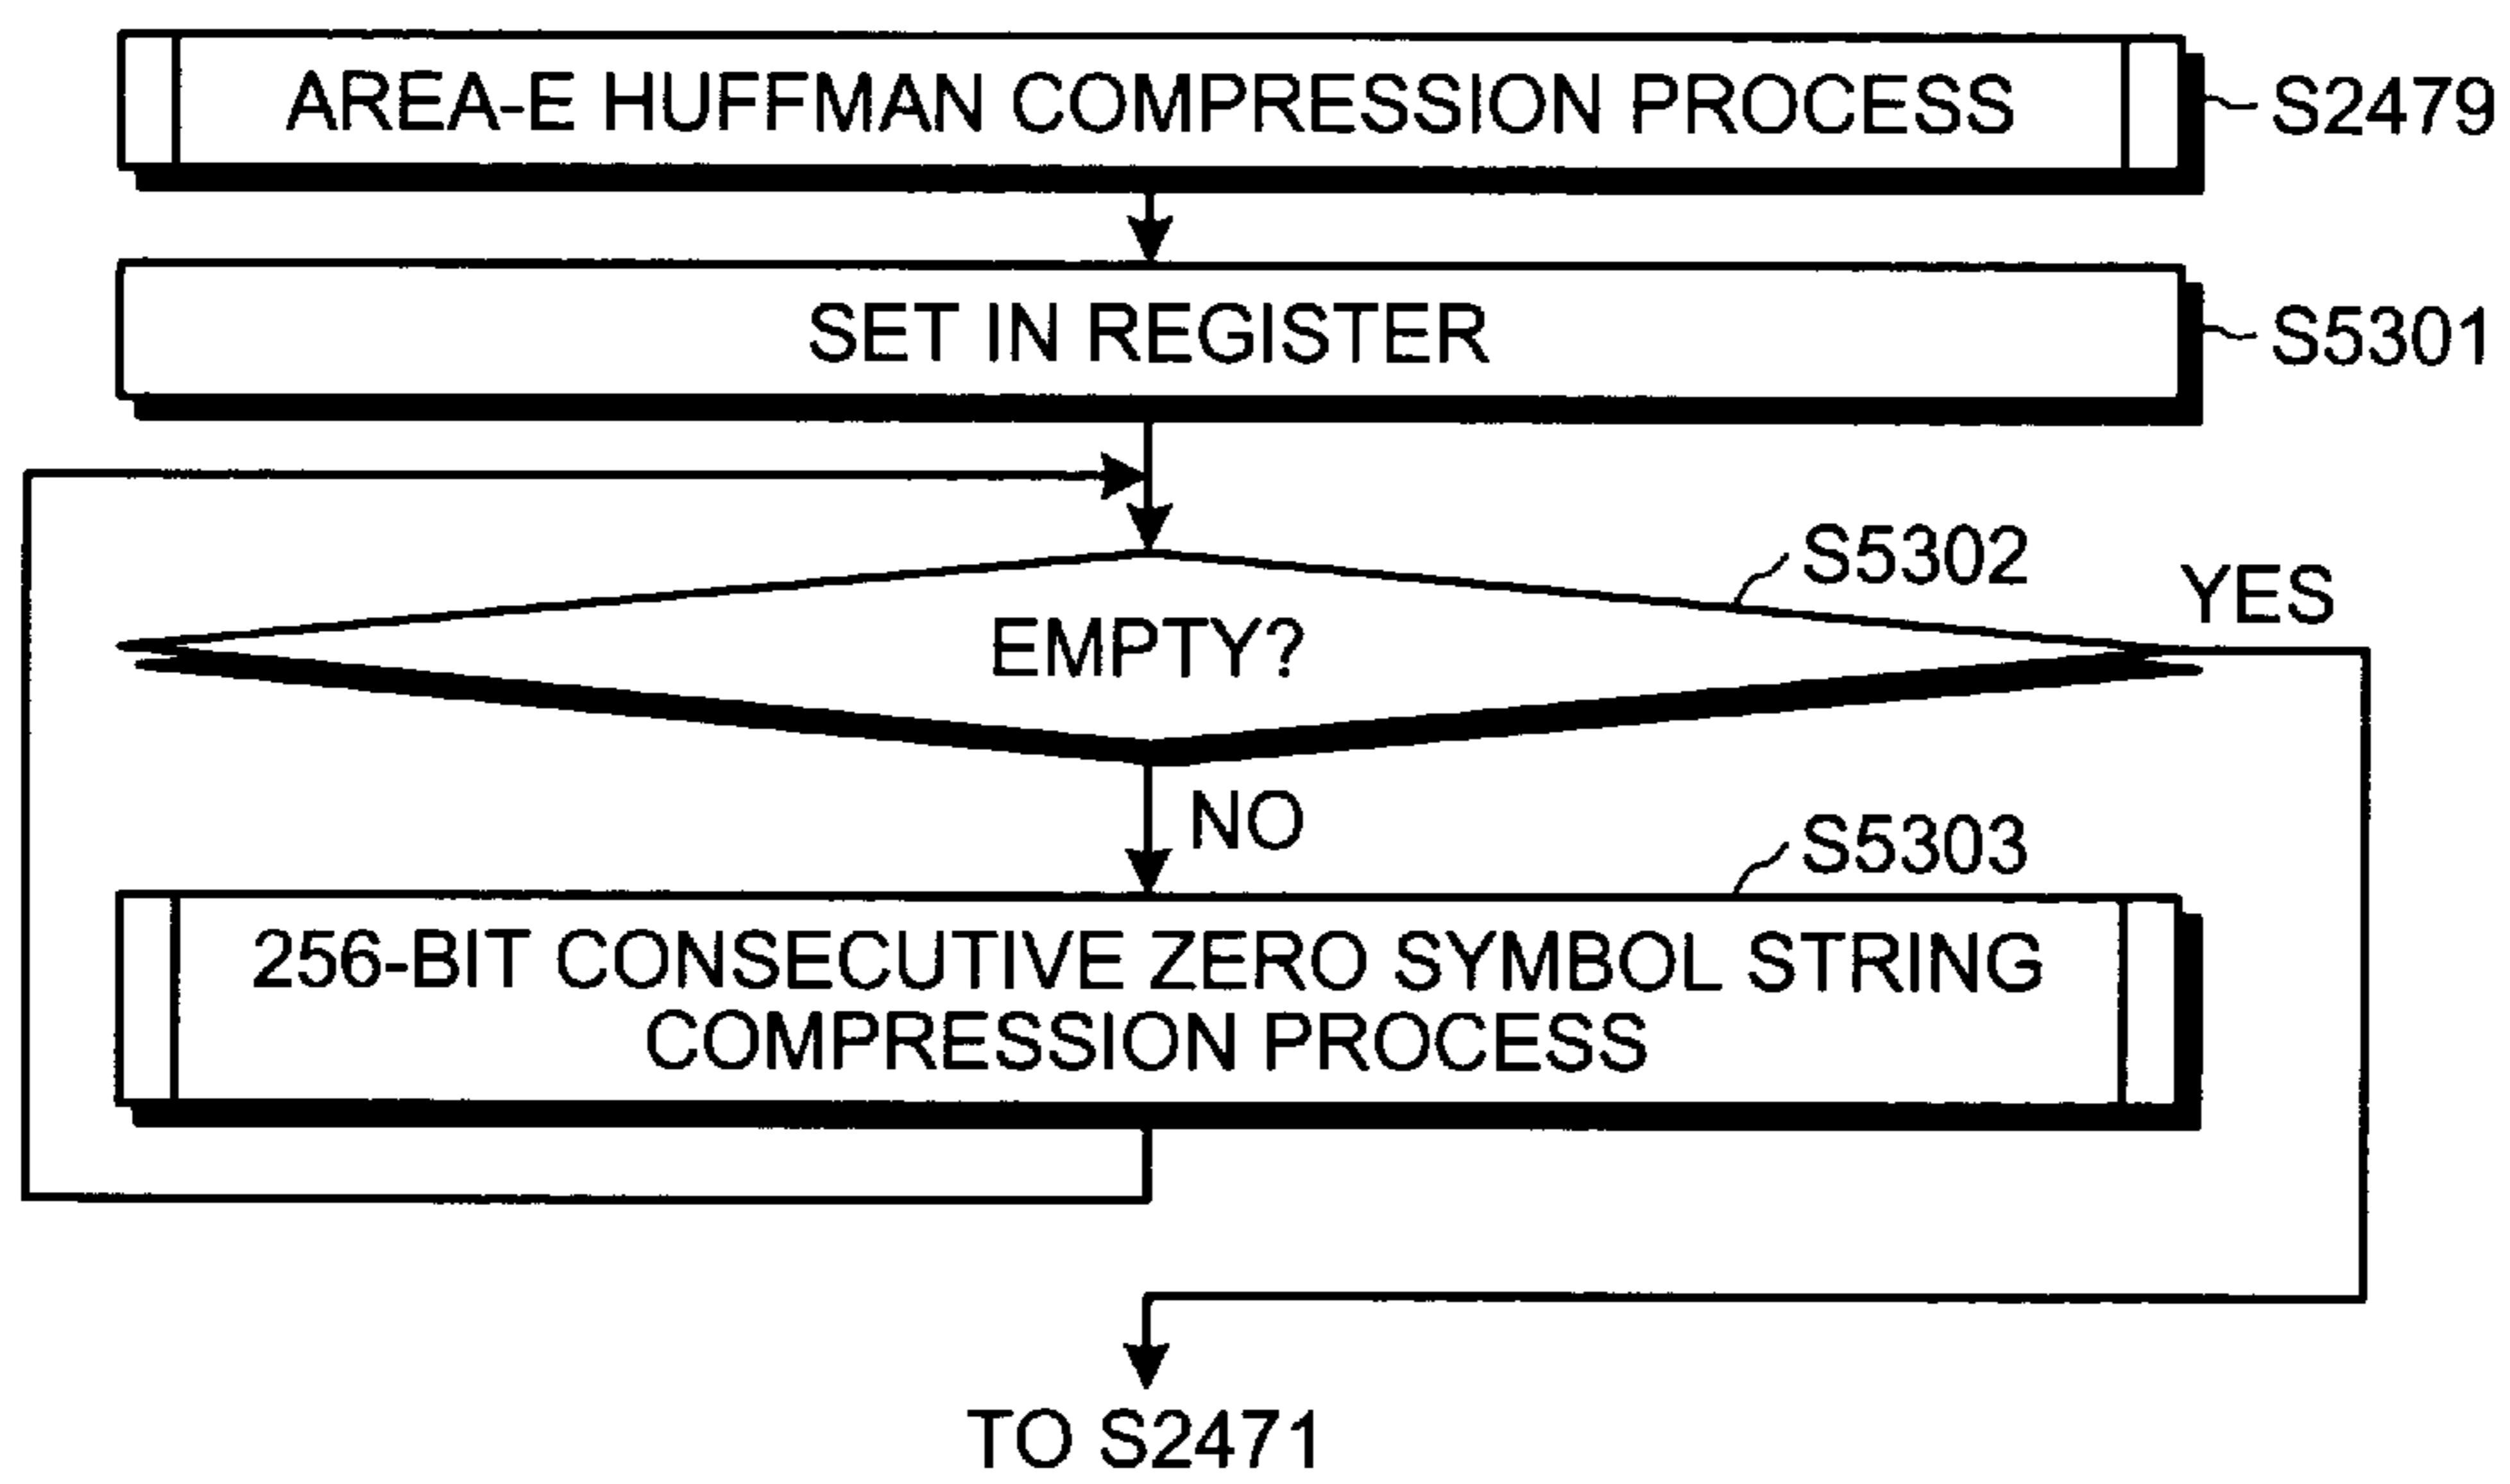 AREA-E HUFFMAN COMPRESSION PROCESS
S2479
SET IN REGISTER
S5301
S5302
YES
EMPTY?
NO
S5303
256-BIT CONSECUTIVE ZERO SYMBOL STRING
COMPRESSION PROCESS
TO S2471